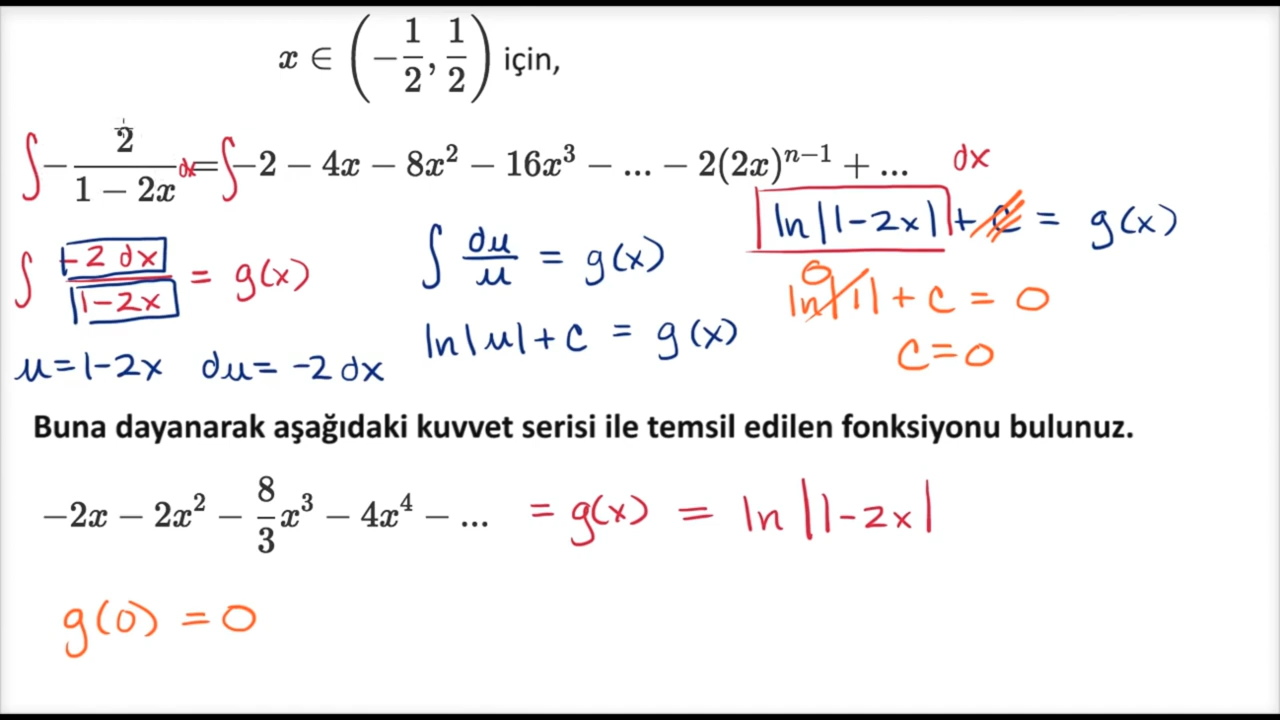 x ∈ (−1/2, 1/2) için,
∫ − 2/(1 − 2x) dx = ∫ −2 − 4x − 8x² − 16x³ − ... − 2(2x)ⁿ⁻¹ + ... dx
∫ −2 dx / 1−2x = g(x)
u = 1−2x du = −2 dx
∫ du/u = g(x)
ln|u| + c = g(x)
ln|1−2x| + c = g(x)
ln|1| 0 + c = 0
c = 0
Buna dayanarak aşağıdaki kuvvet serisi ile temsil edilen fonksiyonu bulunuz.
−2x − 2x² − 8/3 x³ − 4x⁴ − ... = g(x) = ln|1−2x|
g(0) = 0